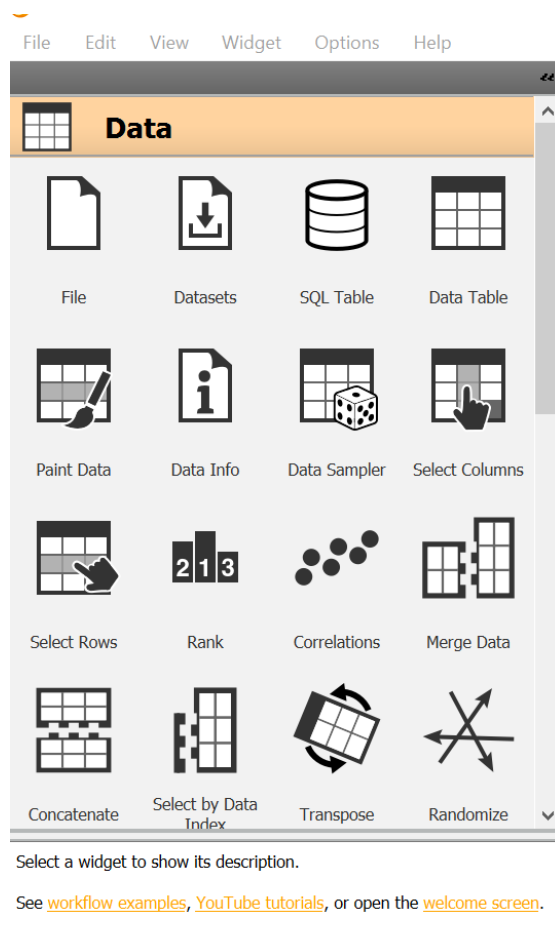 File Edit View Widget Options Help
Data
File Datasets SQL Table Data Table
Paint Data Data Info Data Sampler Select Columns
2 1 3
Select Rows Rank Correlations Merge Data
Concatenate Select by Data Index Transpose Randomize
Select a widget to show its description.
See workflow examples, YouTube tutorials, or open the welcome screen.